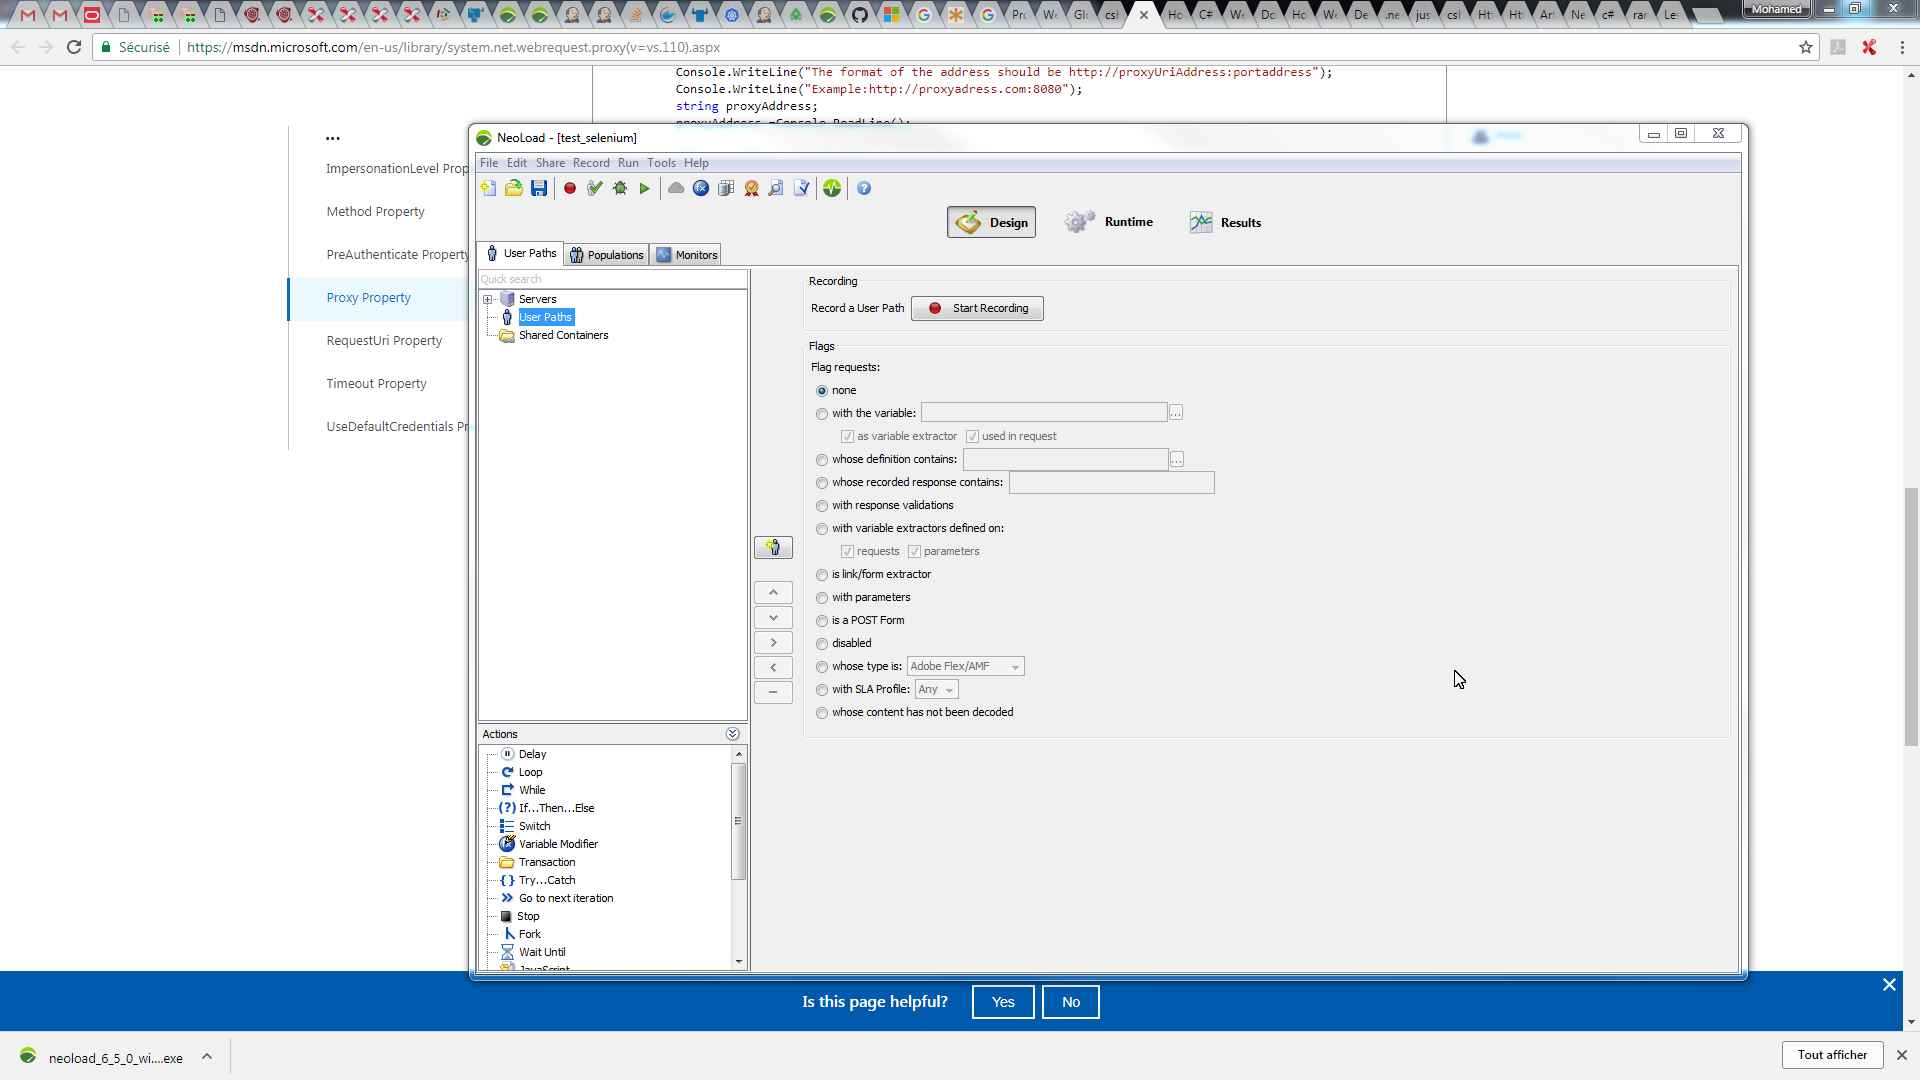 Pro
Wo
Glo
csl
Ho
C#
We
Do
Ho
We
De
.ne
jus
csl
Ht
Ht
Ar
Ne
c#
rar
Le
Mohamed
Sécurisé
https://msdn.microsoft.com/en-us/library/system.net.webrequest.proxy(v=vs.110).aspx
Console.WriteLine("The format of the address should be http://proxyUriAddress:portaddress");
Console.WriteLine("Example:http://proxyadress.com:8080");
string proxyAddress;
proxyAddress =Console.ReadLine();
...
ImpersonationLevel Prop
Method Property
PreAuthenticate Property
Proxy Property
RequestUri Property
Timeout Property
UseDefaultCredentials Pr
NeoLoad - [test_selenium]
File Edit Share Record Run Tools Help
Design Runtime Results
User Paths Populations Monitors
Quick search
Servers
User Paths
Shared Containers
Recording
Record a User Path Start Recording
Flags
Flag requests:
none
with the variable: ...
as variable extractor used in request
whose definition contains: ...
whose recorded response contains:
with response validations
with variable extractors defined on:
requests parameters
is link/form extractor
with parameters
is a POST Form
disabled
whose type is: Adobe Flex/AMF
with SLA Profile: Any
whose content has not been decoded
Actions
Delay
Loop
While
If...Then...Else
Switch
Variable Modifier
Transaction
Try...Catch
Go to next iteration
Stop
Fork
Wait Until
JavaScript
Is this page helpful? Yes No
neoload_6_5_0_wi....exe
Tout afficher